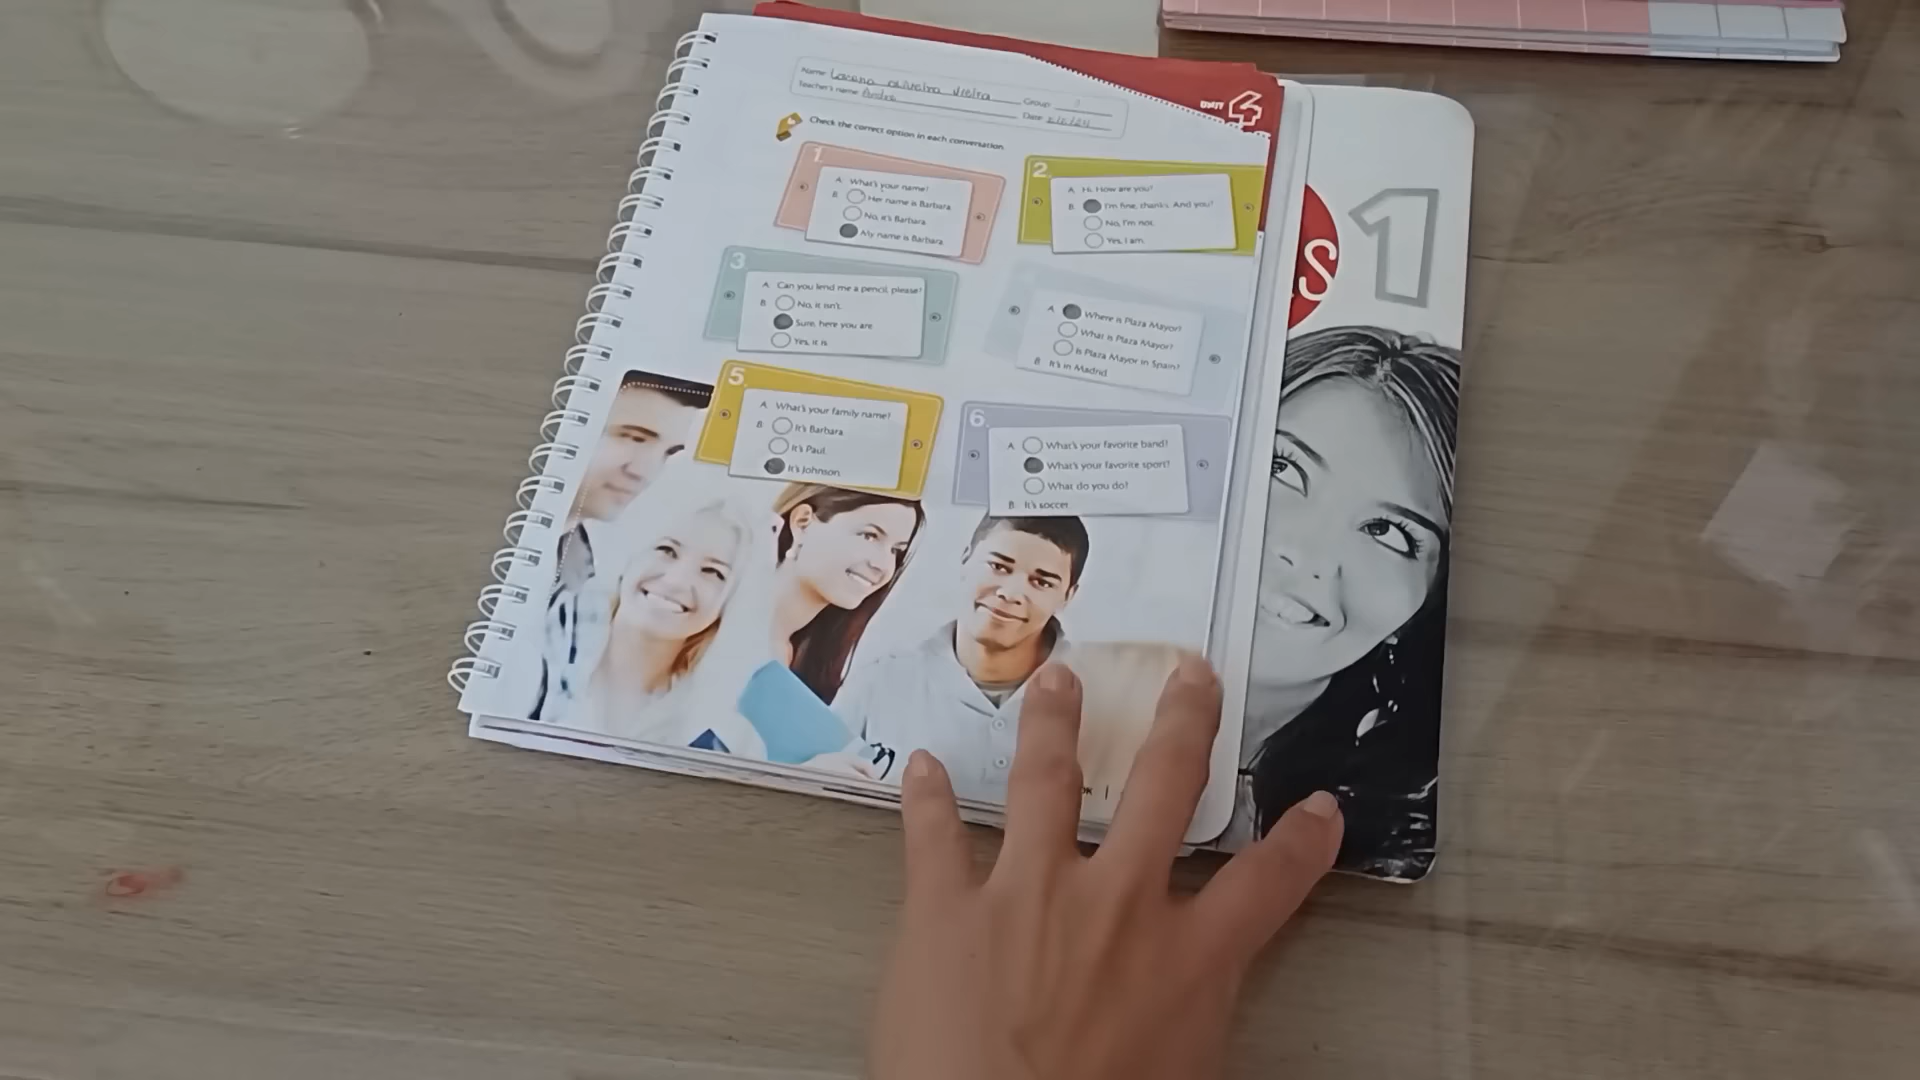 Name: oliveira vieira Group:
Teacher's name: Andre Date:
UNIT 4
Check the correct option in each conversation.
1.
A: What's your name?
B: Her name is Barbara.
No, it's Barbara.
My name is Barbara.
2.
A: Hi. How are you?
B: I'm fine, thanks. And you?
No, I'm not.
Yes, I am.
3.
A: Can you lend me a pencil, please?
B: No, it isn't.
Sure, here you are
Yes, it is
A: Where is Plaza Mayor?
What is Plaza Mayor?
Is Plaza Mayor in Spain?
B: It's in Madrid.
5.
A: What's your family name?
B: It's Barbara.
It's Paul.
It's Johnson.
6.
A: What's your favorite band?
What's your favorite sport?
What do you do?
B: It's soccer.
S 1